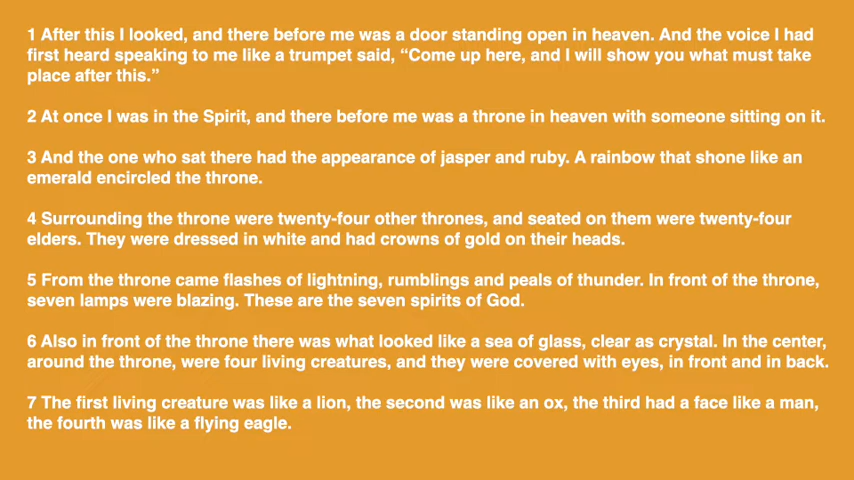 1 After this I looked, and there before me was a door standing open in heaven. And the voice I had
first heard speaking to me like a trumpet said, “Come up here, and I will show you what must take
place after this.”
2 At once I was in the Spirit, and there before me was a throne in heaven with someone sitting on it.
3 And the one who sat there had the appearance of jasper and ruby. A rainbow that shone like an
emerald encircled the throne.
4 Surrounding the throne were twenty-four other thrones, and seated on them were twenty-four
elders. They were dressed in white and had crowns of gold on their heads.
5 From the throne came flashes of lightning, rumblings and peals of thunder. In front of the throne,
seven lamps were blazing. These are the seven spirits of God.
6 Also in front of the throne there was what looked like a sea of glass, clear as crystal. In the center,
around the throne, were four living creatures, and they were covered with eyes, in front and in back.
7 The first living creature was like a lion, the second was like an ox, the third had a face like a man,
the fourth was like a flying eagle.